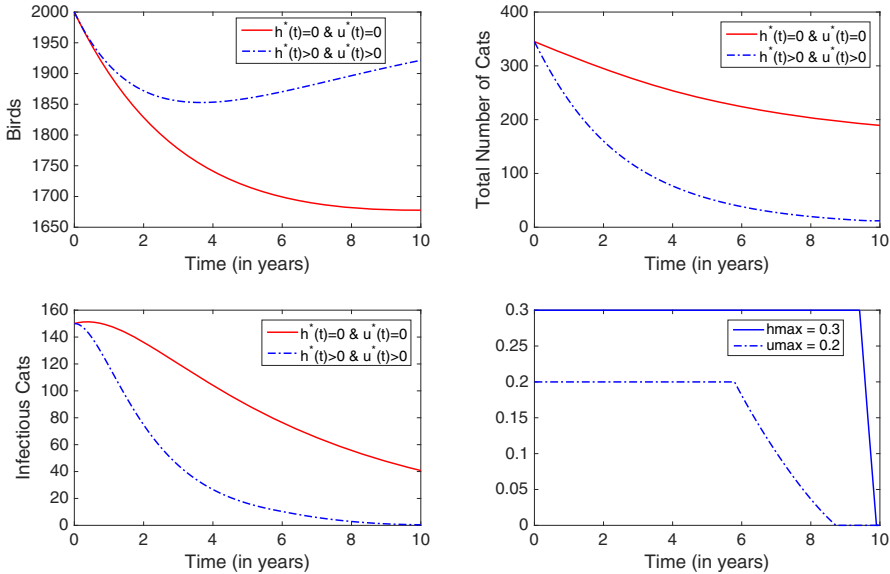 2000
1950
1900
1850
1800
1750
1700
1650
Birds
h*(t)=0 & u*(t)=0
h*(t)>0 & u*(t)>0
0 2 4 6 8 10
Time (in years)
400
300
200
100
0
Total Number of Cats
h*(t)=0 & u*(t)=0
h*(t)>0 & u*(t)>0
0 2 4 6 8 10
Time (in years)
160
140
120
100
80
60
40
20
0
Infectious Cats
h*(t)=0 & u*(t)=0
h*(t)>0 & u*(t)>0
0 2 4 6 8 10
Time (in years)
0.3
0.25
0.2
0.15
0.1
0.05
0
hmax = 0.3
umax = 0.2
0 2 4 6 8 10
Time (in years)